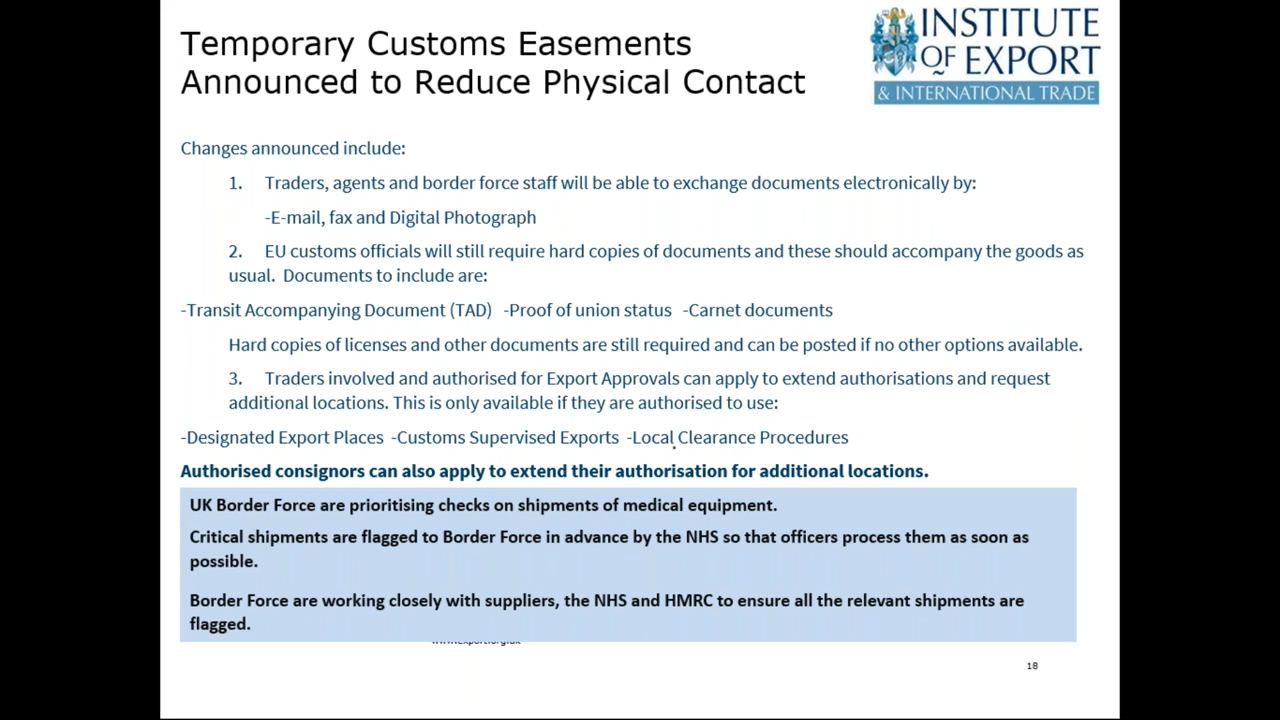 Temporary Customs Easements
Announced to Reduce Physical Contact
INSTITUTE
OF EXPORT
& INTERNATIONAL TRADE
Changes announced include:
1. Traders, agents and border force staff will be able to exchange documents electronically by:
-E-mail, fax and Digital Photograph
2. EU customs officials will still require hard copies of documents and these should accompany the goods as
usual. Documents to include are:
-Transit Accompanying Document (TAD) -Proof of union status -Carnet documents
Hard copies of licenses and other documents are still required and can be posted if no other options available.
3. Traders involved and authorised for Export Approvals can apply to extend authorisations and request
additional locations. This is only available if they are authorised to use:
-Designated Export Places -Customs Supervised Exports -Local Clearance Procedures
Authorised consignors can also apply to extend their authorisation for additional locations.
UK Border Force are prioritising checks on shipments of medical equipment.
Critical shipments are flagged to Border Force in advance by the NHS so that officers process them as soon as
possible.
Border Force are working closely with suppliers, the NHS and HMRC to ensure all the relevant shipments are
flagged.
18